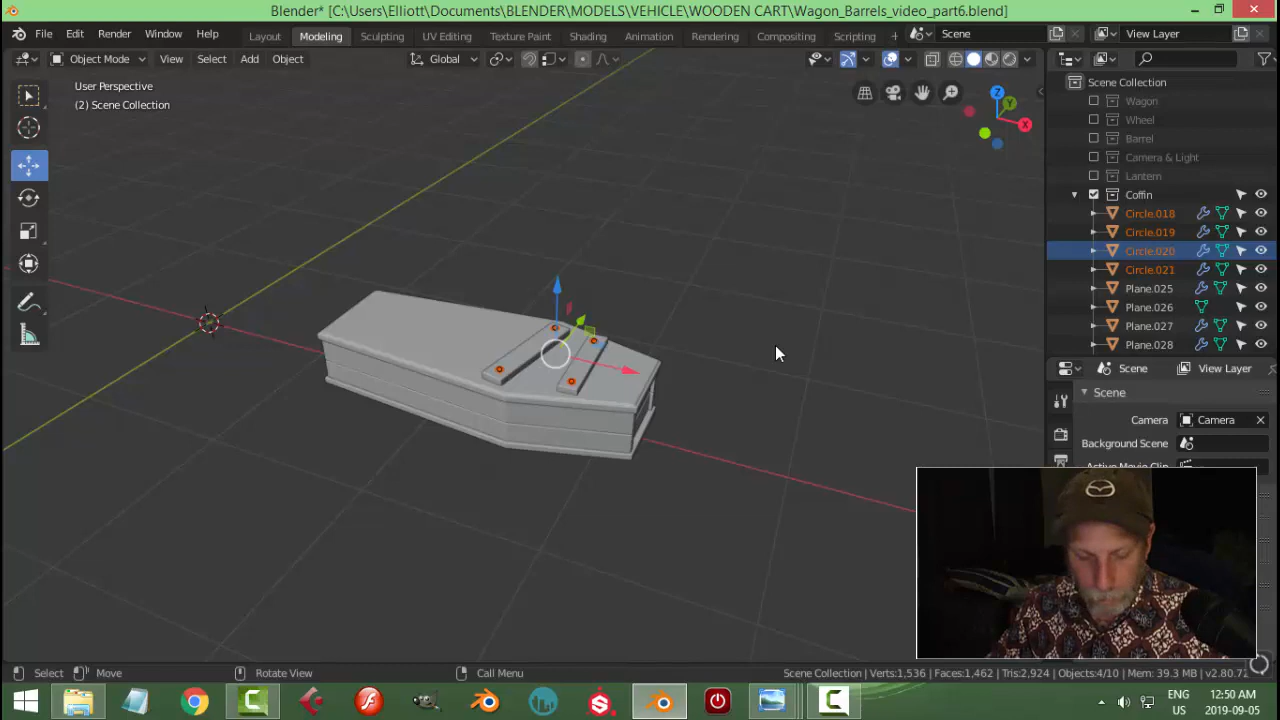 Blender* [C:\Users\Elliott\Documents\BLENDER\MODELS\VEHICLE\WOODEN CART\Wagon_Barrels_video_part6.blend]
File Edit Render Window Help Layout Modeling Sculpting UV Editing Texture Paint Shading Animation Rendering Compositing Scripting + Scene View Layer
Object Mode View Select Add Object Global
User Perspective
(2) Scene Collection
Z
Y
X
Scene Collection
Wagon
Wheel
Barrel
Camera & Light
Lantern
Coffin
Circle.018
Circle.019
Circle.020
Circle.021
Plane.025
Plane.026
Plane.027
Plane.028
Scene View Layer
Scene
Camera Camera
Background Scene
Select Move Rotate View Call Menu Scene Collection | Verts:1,536 | Faces:1,462 | Tris:2,924 | Objects:4/10 | Mem: 39.3 MB | v2.80.71
ENG 12:50 AM
US 2019-09-05